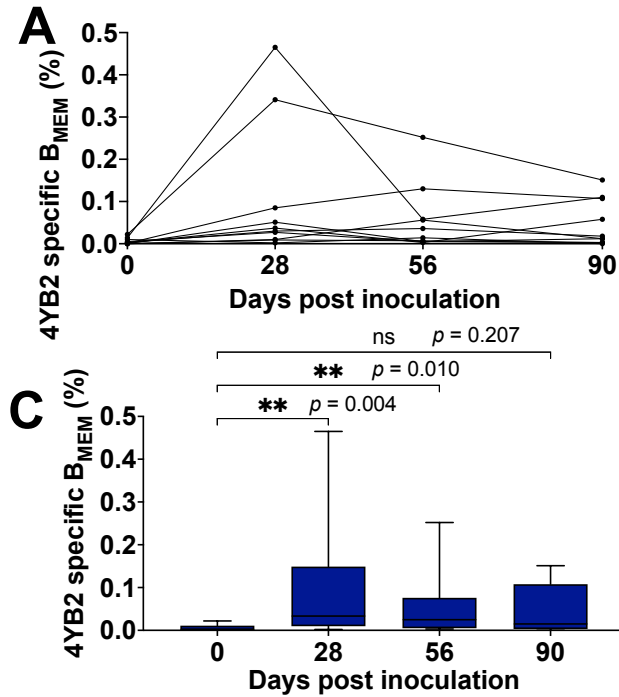 A
4YB2 specific BMEM (%)
0.5
0.4
0.3
0.2
0.1
0.0
0 28 56 90
Days post inoculation
ns p = 0.207
** p = 0.010
** p = 0.004
C
4YB2 specific BMEM (%)
0.5
0.4
0.3
0.2
0.1
0.0
0 28 56 90
Days post inoculation